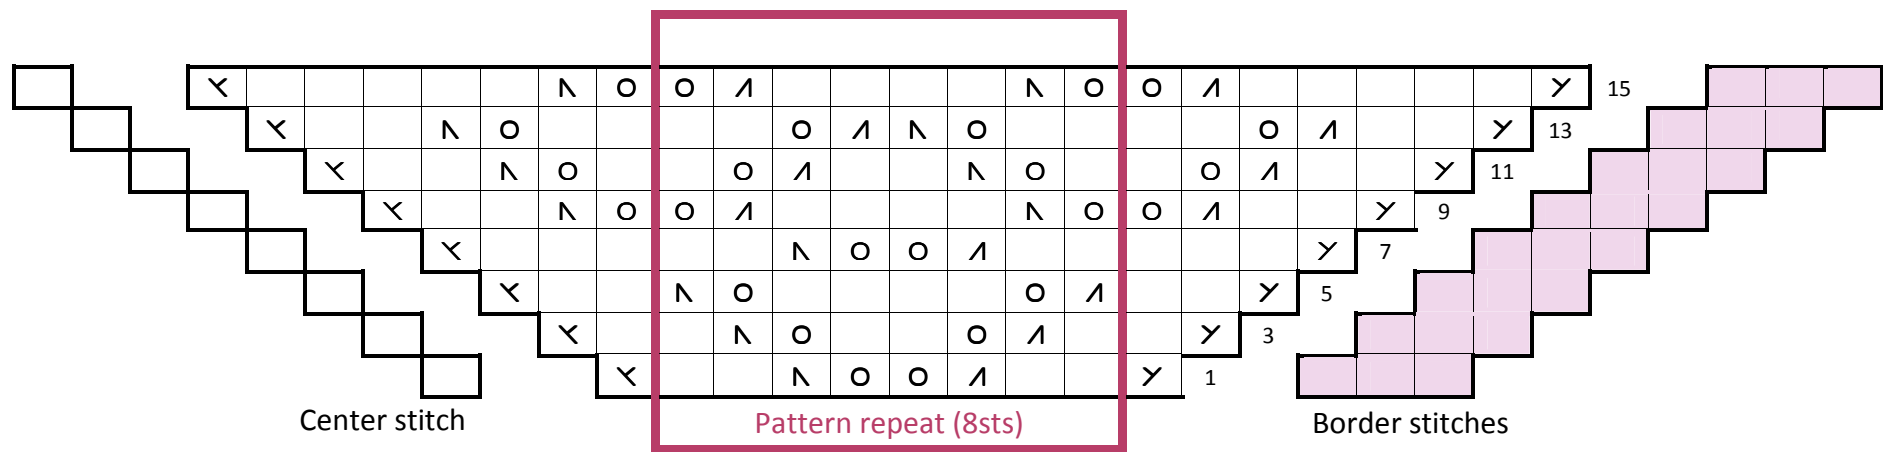 15
13
11
9
7
5
3
1
Center stitch
Pattern repeat (8sts)
Border stitches